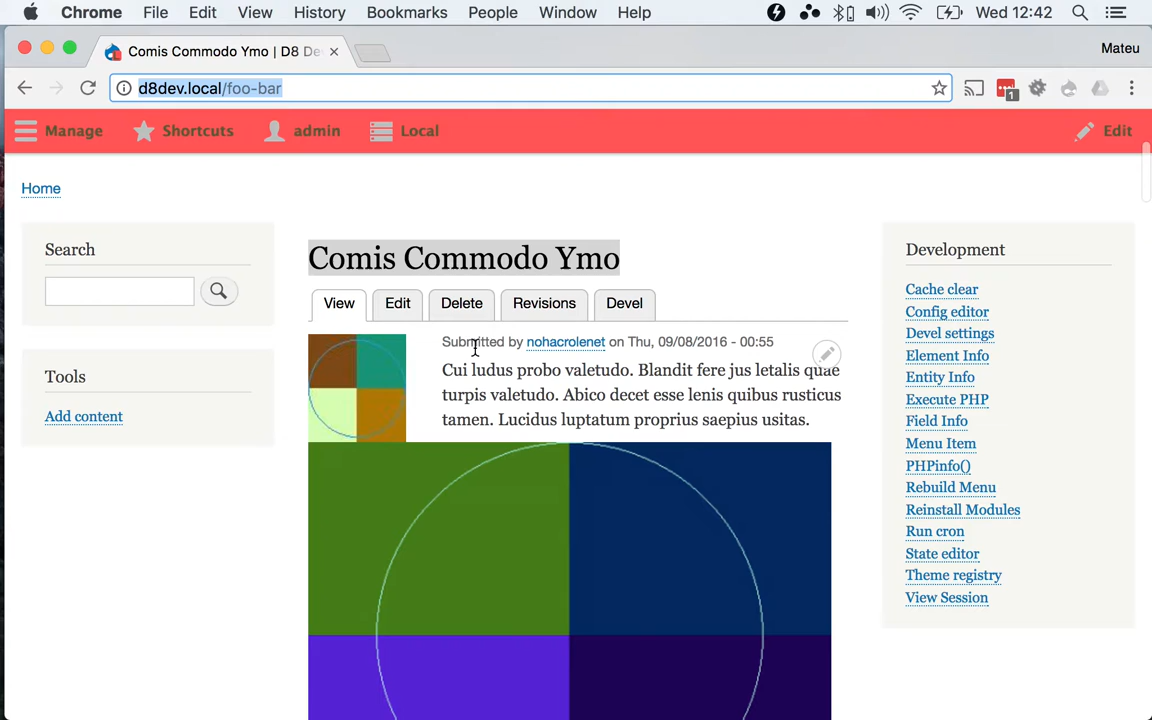 Chrome File Edit View History Bookmarks People Window Help Wed 12:42
Comis Commodo Ymo | D8 De
Mateu
d8dev.local/foo-bar
1
Manage Shortcuts admin Local Edit
Home
Search
Tools
Add content
Comis Commodo Ymo
View Edit Delete Revisions Devel
Submitted by nohacrolenet on Thu, 09/08/2016 - 00:55
Cui ludus probo valetudo. Blandit fere jus letalis quae
turpis valetudo. Abico decet esse lenis quibus rusticus
tamen. Lucidus luptatum proprius saepius usitas.
Development
Cache clear
Config editor
Devel settings
Element Info
Entity Info
Execute PHP
Field Info
Menu Item
PHPinfo()
Rebuild Menu
Reinstall Modules
Run cron
State editor
Theme registry
View Session